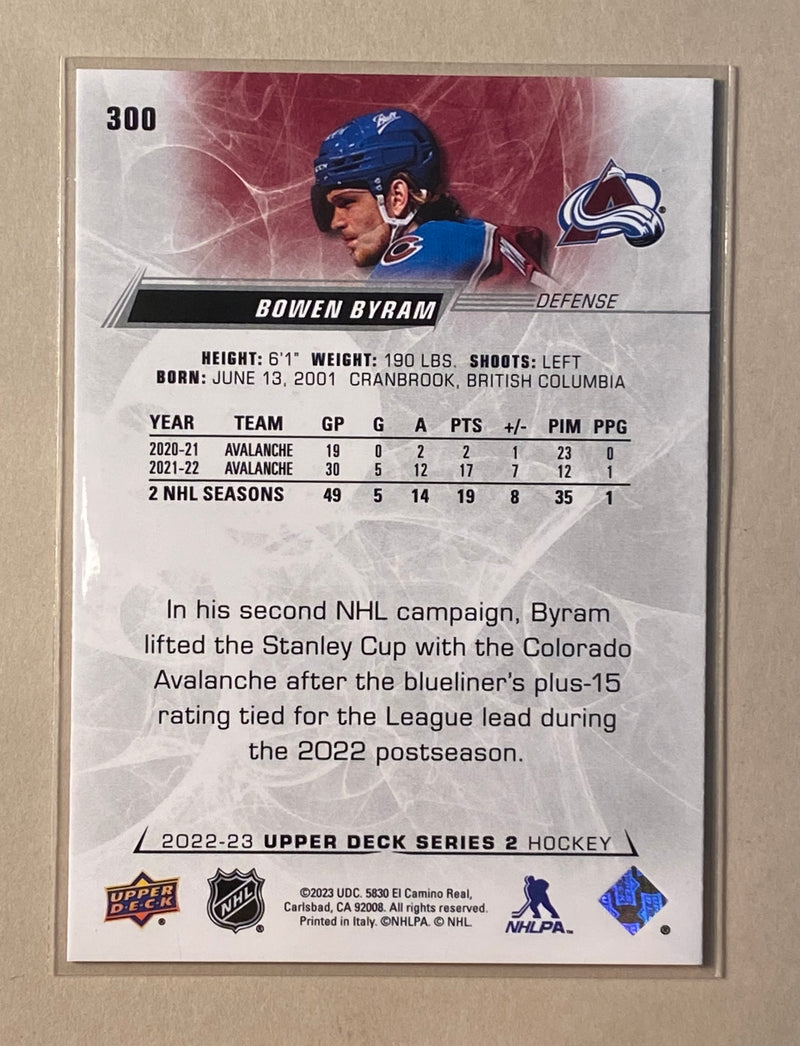 300
BOWEN BYRAM
DEFENSE
HEIGHT: 6'1" WEIGHT: 190 LBS. SHOOTS: LEFT
BORN: JUNE 13, 2001 CRANBROOK, BRITISH COLUMBIA
YEAR TEAM GP G A PTS +/- PIM PPG
2020-21 AVALANCHE 19 0 2 2 1 23 0
2021-22 AVALANCHE 30 5 12 17 7 12 1
2 NHL SEASONS 49 5 14 19 8 35 1
In his second NHL campaign, Byram
lifted the Stanley Cup with the Colorado
Avalanche after the blueliner's plus-15
rating tied for the League lead during
the 2022 postseason.
2022-23 UPPER DECK SERIES 2 HOCKEY
UPPER D·E·C·K ®
NHL ®
©2023 UDC. 5830 El Camino Real,
Carlsbad, CA 92008. All rights reserved.
Printed in Italy. ©NHLPA. © NHL.
NHLPA™
®